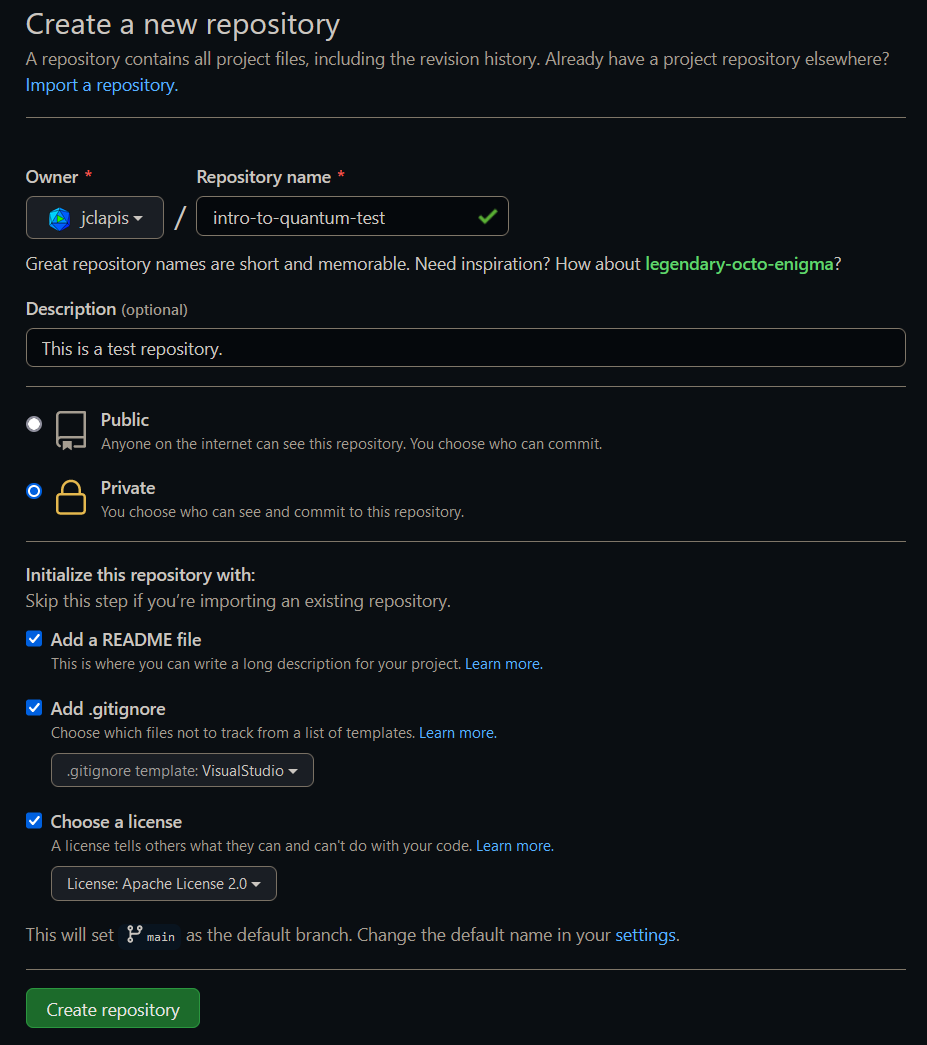 Create a new repository
A repository contains all project files, including the revision history. Already have a project repository elsewhere?
Import a repository.
Owner * Repository name *
jclapis / intro-to-quantum-test
Great repository names are short and memorable. Need inspiration? How about legendary-octo-enigma?
Description (optional)
This is a test repository.
Public
Anyone on the internet can see this repository. You choose who can commit.
Private
You choose who can see and commit to this repository.
Initialize this repository with:
Skip this step if you’re importing an existing repository.
Add a README file
This is where you can write a long description for your project. Learn more.
Add .gitignore
Choose which files not to track from a list of templates. Learn more.
.gitignore template: VisualStudio
Choose a license
A license tells others what they can and can't do with your code. Learn more.
License: Apache License 2.0
This will set main as the default branch. Change the default name in your settings.
Create repository